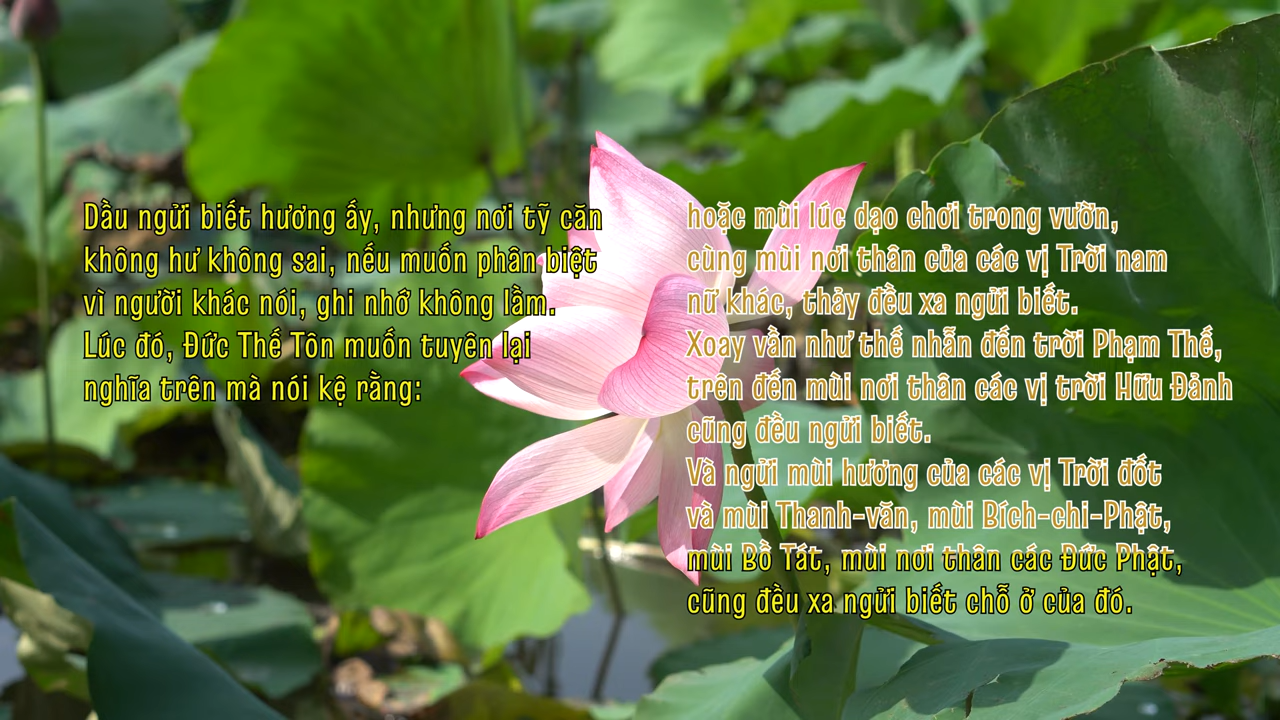 Dầu ngửi biết hương ấy, nhưng nơi tỹ căn
không hư không sai, nếu muốn phân biệt
vì người khác nói, ghi nhớ không lầm.
Lúc đó, Đức Thế Tôn muốn tuyên lại
nghĩa trên mà nói kệ rằng:
hoặc mùi lúc dạo chơi trong vườn,
cùng mùi nơi thân của các vị Trời nam
nữ khác, thảy đều xa ngửi biết.
Xoay vần như thế nhẫn đến trời Phạm Thế,
trên đến mùi nơi thân các vị trời Hữu Đảnh
cũng đều ngửi biết.
Và ngửi mùi hương của các vị Trời đốt
và mùi Thanh-văn, mùi Bích-chi-Phật,
mùi Bồ Tát, mùi nơi thân các Đức Phật,
cũng đều xa ngửi biết chỗ ở của đó.